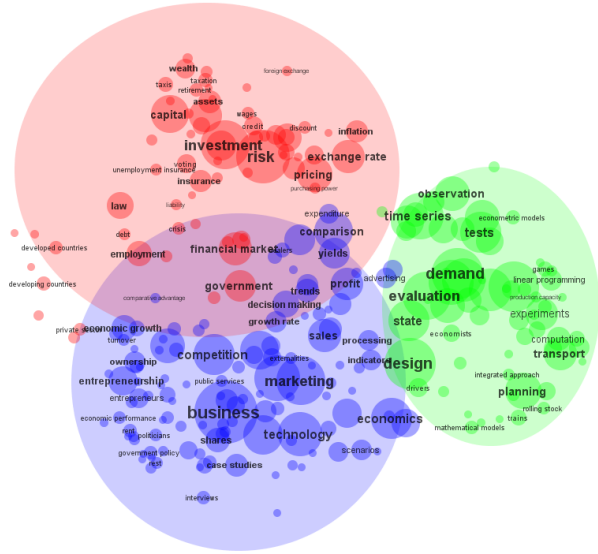 wealth
foreign exchange
taxis
taxation
retirement
assets
capital
wages
credit
discount
inflation
investment
risk
exchange rate
voting
unemployment insurance
insurance
pricing
purchasing power
law
liability
expenditure
debt
crisis
comparison
developed countries
employment
financial market
yields
developing countries
government
trends
profit
advertising
comparative advantage
decision making
private sector
economic growth
growth rate
turnover
sales
processing
competition
externalities
indicators
ownership
entrepreneurship
public services
marketing
entrepreneurs
economic performance
business
economics
rept
politicians
shares
technology
government policy
rest
case studies
scenarios
interviews
observation
time series
econometric models
tests
demand
games
linear programming
evaluation
production capacity
state
experiments
economists
computation
transport
design
integrated approach
drivers
planning
rolling stock
trains
mathematical models